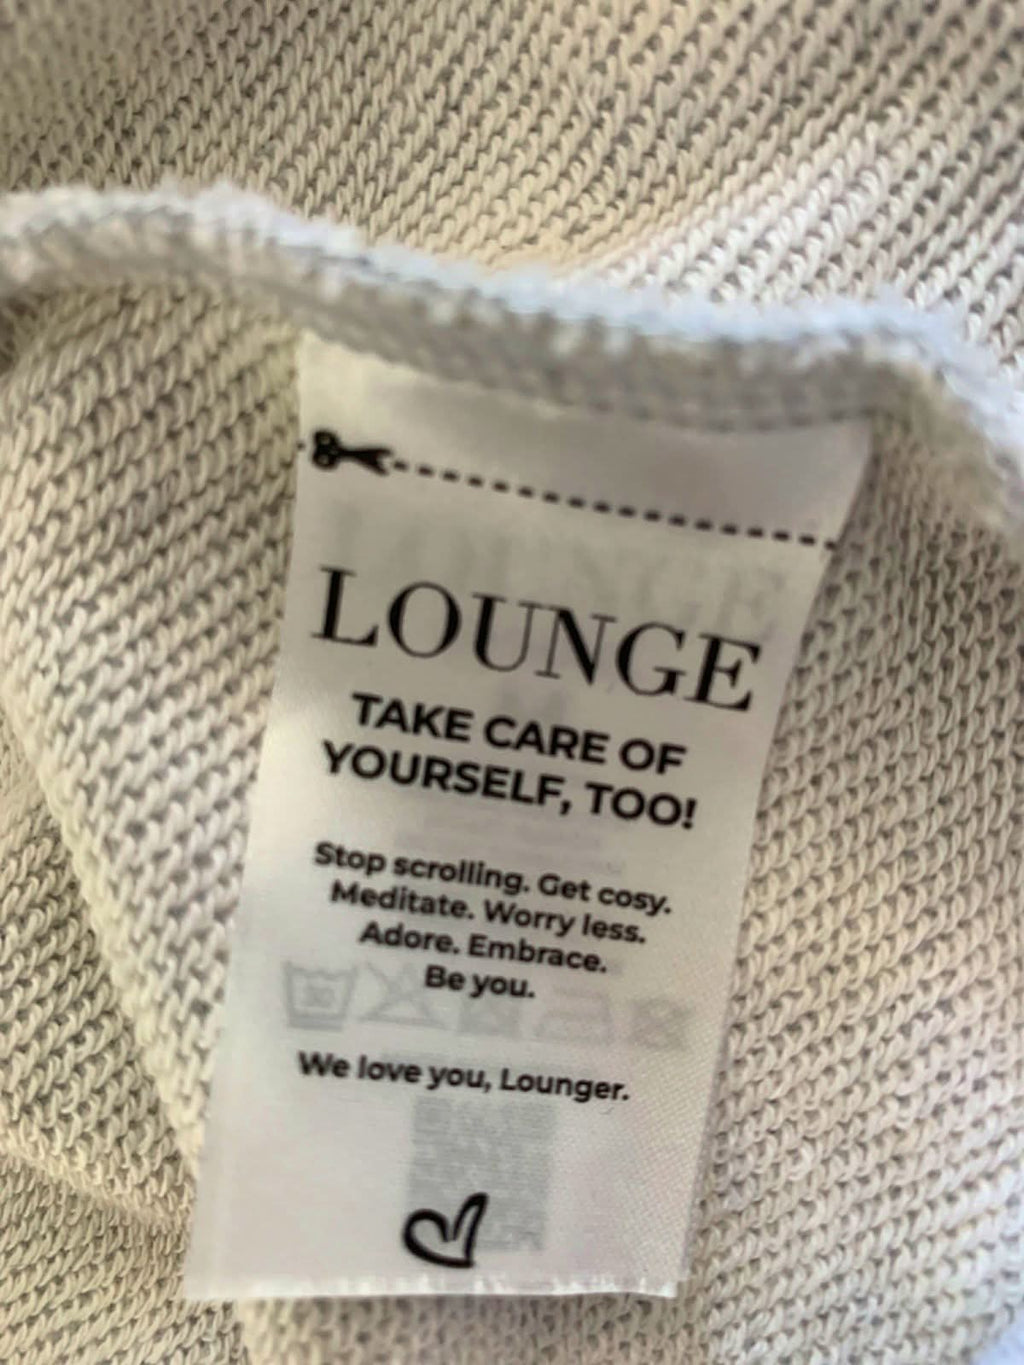 LOUNGE
TAKE CARE OF
YOURSELF, TOO!
Stop scrolling. Get cosy.
Meditate. Worry less.
Adore. Embrace.
Be you.
We love you, Lounger.